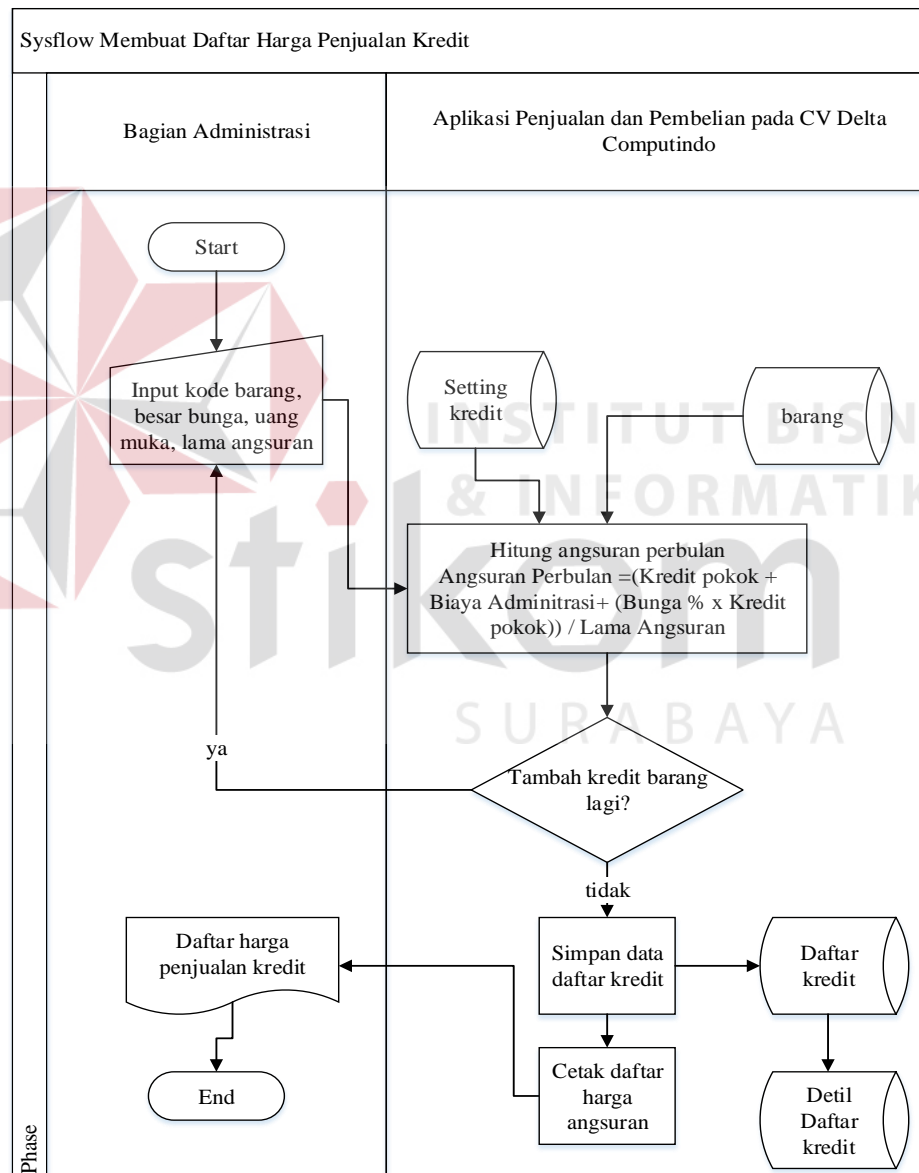 Sysflow Membuat Daftar Harga Penjualan Kredit
Bagian Administrasi
Aplikasi Penjualan dan Pembelian pada CV Delta
Computindo
Start
Input kode barang,
besar bunga, uang
muka, lama angsuran
Setting
kredit
barang
INSTITUT BISN
& INFORMATIK
stikom
SURABAYA
Hitung angsuran perbulan
Angsuran Perbulan =(Kredit pokok +
Biaya Adminitrasi+ (Bunga % x Kredit
pokok)) / Lama Angsuran
ya
Tambah kredit barang
lagi?
tidak
Daftar harga
penjualan kredit
Simpan data
daftar kredit
Daftar
kredit
End
Cetak daftar
harga
angsuran
Detil
Daftar
kredit
Phase